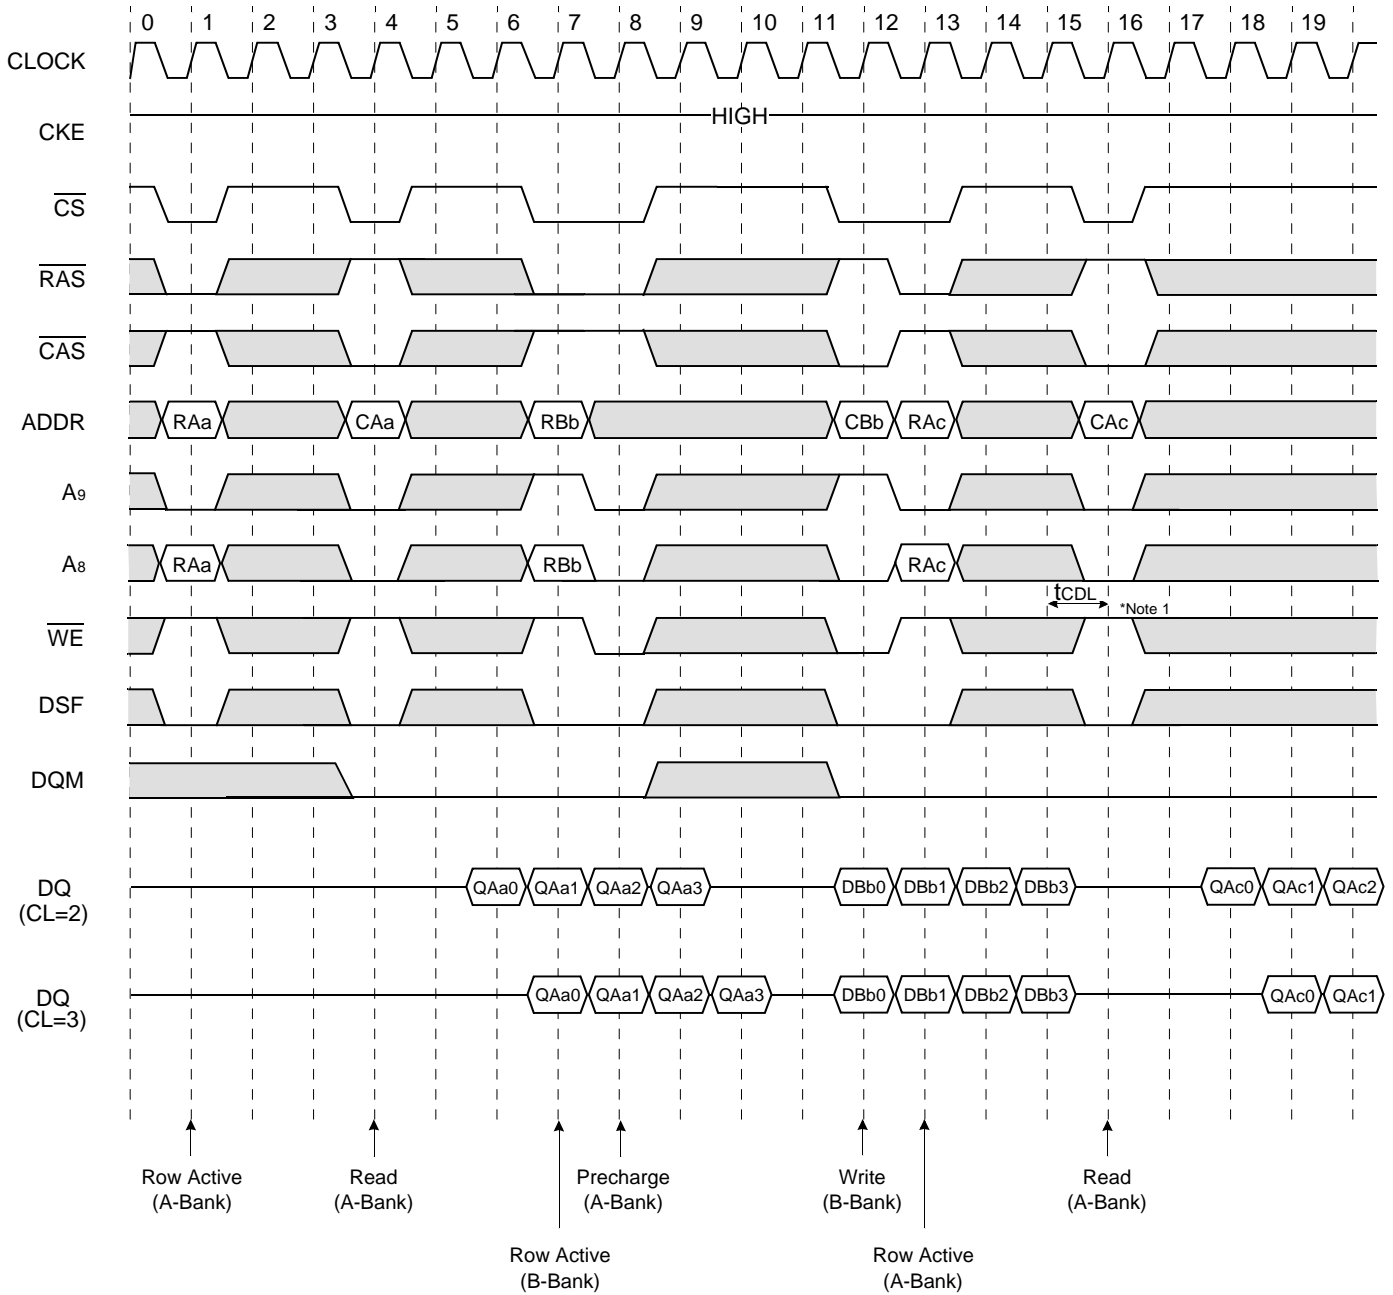 0 1 2 3 4 5 6 7 8 9 10 11 12 13 14 15 16 17 18 19
CLOCK
CKE HIGH
CS
RAS
CAS
ADDR RAa CAa RBb CBb RAc CAc
A9
A8 RAa RBb RAc
tCDL *Note 1
WE
DSF
DQM
DQ (CL=2) QAa0 QAa1 QAa2 QAa3 DBb0 DBb1 DBb2 DBb3 QAc0 QAc1 QAc2
DQ (CL=3) QAa0 QAa1 QAa2 QAa3 DBb0 DBb1 DBb2 DBb3 QAc0 QAc1
Row Active (A-Bank)
Read (A-Bank)
Precharge (A-Bank)
Write (B-Bank)
Read (A-Bank)
Row Active (B-Bank)
Row Active (A-Bank)